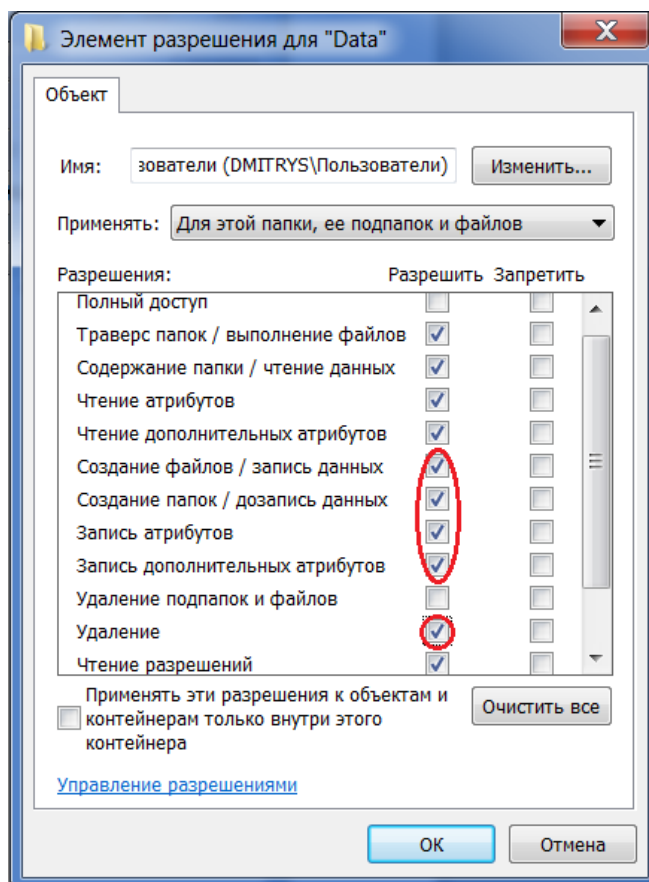 Элемент разрешения для "Data"
Объект
Имя: зователи (DMITRYS\Пользователи) Изменить...
Применять: Для этой папки, ее подпапок и файлов
Разрешения: Разрешить Запретить
Полный доступ
Траверс папок / выполнение файлов
Содержание папки / чтение данных
Чтение атрибутов
Чтение дополнительных атрибутов
Создание файлов / запись данных
Создание папок / дозапись данных
Запись атрибутов
Запись дополнительных атрибутов
Удаление подпапок и файлов
Удаление
Чтение разрешений
Применять эти разрешения к объектам и
контейнерам только внутри этого
контейнера
Очистить все
Управление разрешениями
ОК Отмена